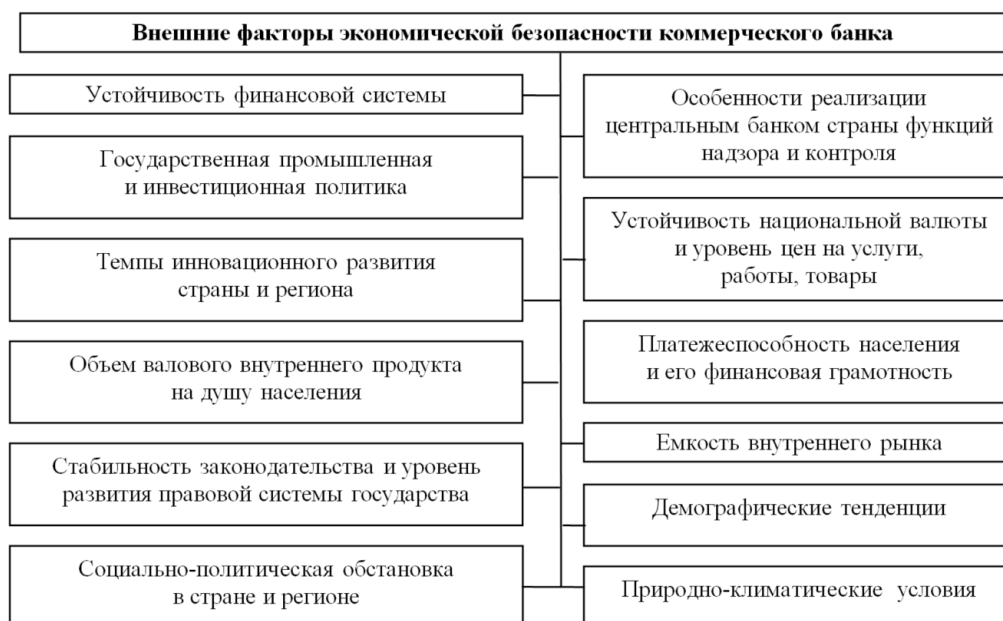 Внешние факторы экономической безопасности коммерческого банка
Устойчивость финансовой системы
Государственная промышленная
и инвестиционная политика
Темпы инновационного развития
страны и региона
Объем валового внутреннего продукта
на душу населения
Стабильность законодательства и уровень
развития правовой системы государства
Социально-политическая обстановка
в стране и регионе
Особенности реализации
центральным банком страны функций
надзора и контроля
Устойчивость национальной валюты
и уровень цен на услуги,
работы, товары
Платежеспособность населения
и его финансовая грамотность
Емкость внутреннего рынка
Демографические тенденции
Природно-климатические условия